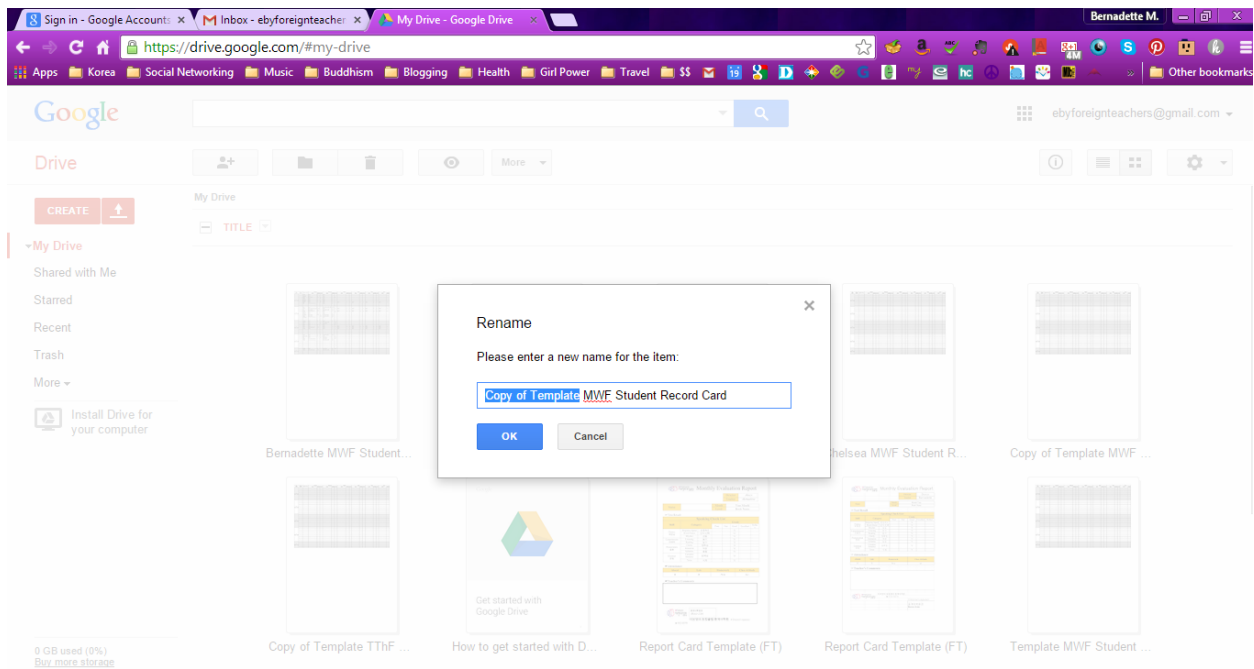 Sign in - Google Accounts
Inbox - ebyforeignteacher
My Drive - Google Drive
Bernadette M.
https://drive.google.com/#my-drive
Apps Korea Social Networking Music Buddhism Blogging Health Girl Power Travel $$ Other bookmarks
Google
ebyforeignteachers@gmail.com
Drive
More
CREATE
My Drive
TITLE
My Drive
Shared with Me
Starred
Recent
Trash
More
Install Drive for
your computer
Rename
Please enter a new name for the item:
Copy of Template MWF Student Record Card
OK
Cancel
Bernadette MWF Student...
Chelsea MWF Student R...
Copy of Template MWF ...
Get started with
Google Drive
Copy of Template TThF ...
How to get started with D...
Report Card Template (FT)
Report Card Template (FT)
Template MWF Student ...
0 GB used (0%)
Buy more storage